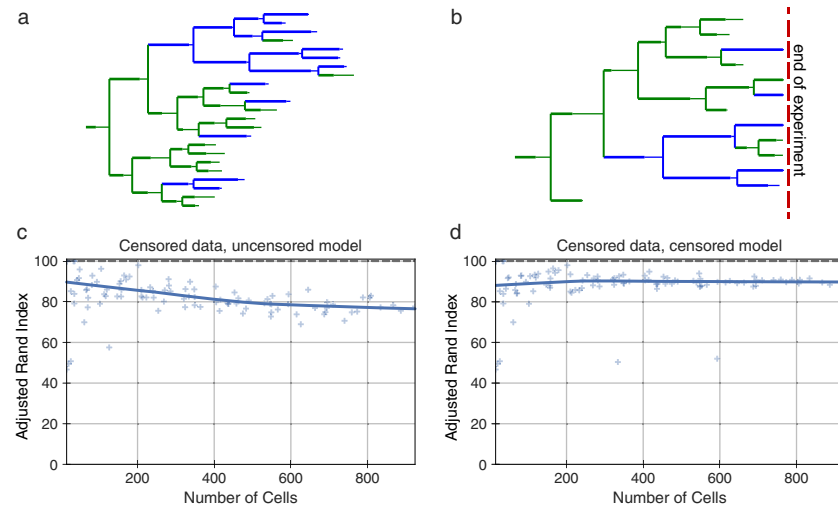 a
b
end of experiment
c
Censored data, uncensored model
100
80
60
40
20
0
Adjusted Rand Index
200
400
600
800
Number of Cells
d
Censored data, censored model
100
80
60
40
20
0
Adjusted Rand Index
200
400
600
800
Number of Cells